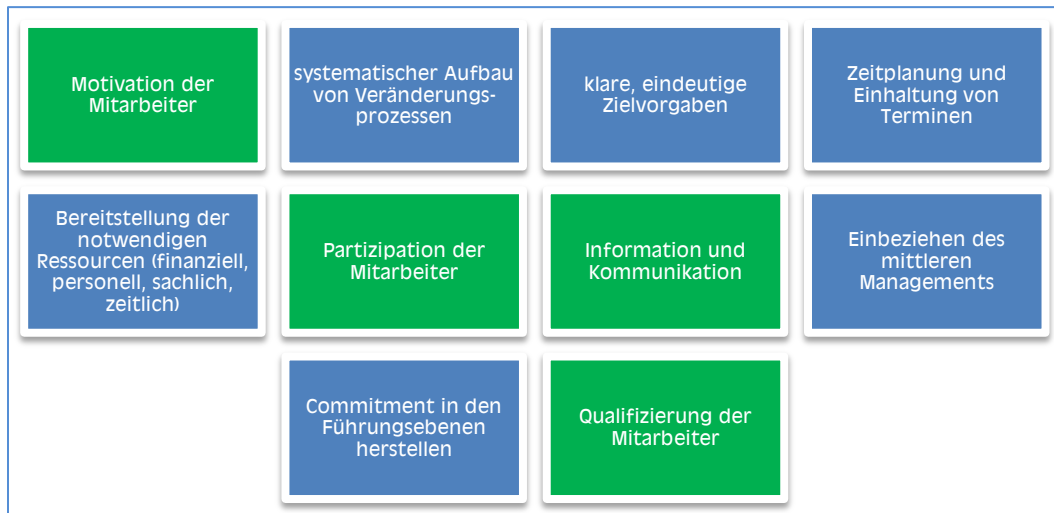 Motivation der
Mitarbeiter
systematischer Aufbau
von Veränderungs-
prozessen
klare, eindeutige
Zielvorgaben
Zeitplanung und
Einhaltung von
Terminen
Bereitstellung der
notwendigen
Ressourcen (finanziell,
personell, sachlich,
zeitlich)
Partizipation der
Mitarbeiter
Information und
Kommunikation
Einbeziehen des
mittleren
Managements
Commitment in den
Führungsebenen
herstellen
Qualifizierung der
Mitarbeiter